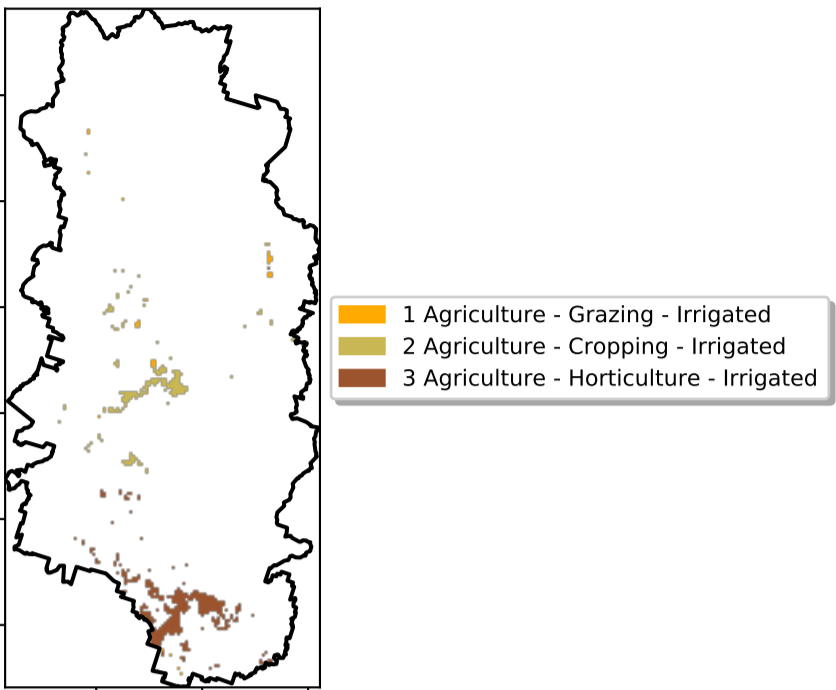 1 Agriculture - Grazing - Irrigated
2 Agriculture - Cropping - Irrigated
3 Agriculture - Horticulture - Irrigated